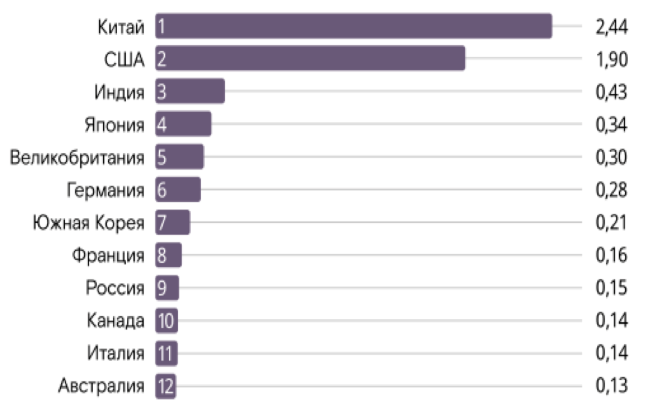 Китай 1 2,44
США 2 1,90
Индия 3 0,43
Япония 4 0,34
Великобритания 5 0,30
Германия 6 0,28
Южная Корея 7 0,21
Франция 8 0,16
Россия 9 0,15
Канада 10 0,14
Италия 11 0,14
Австралия 12 0,13